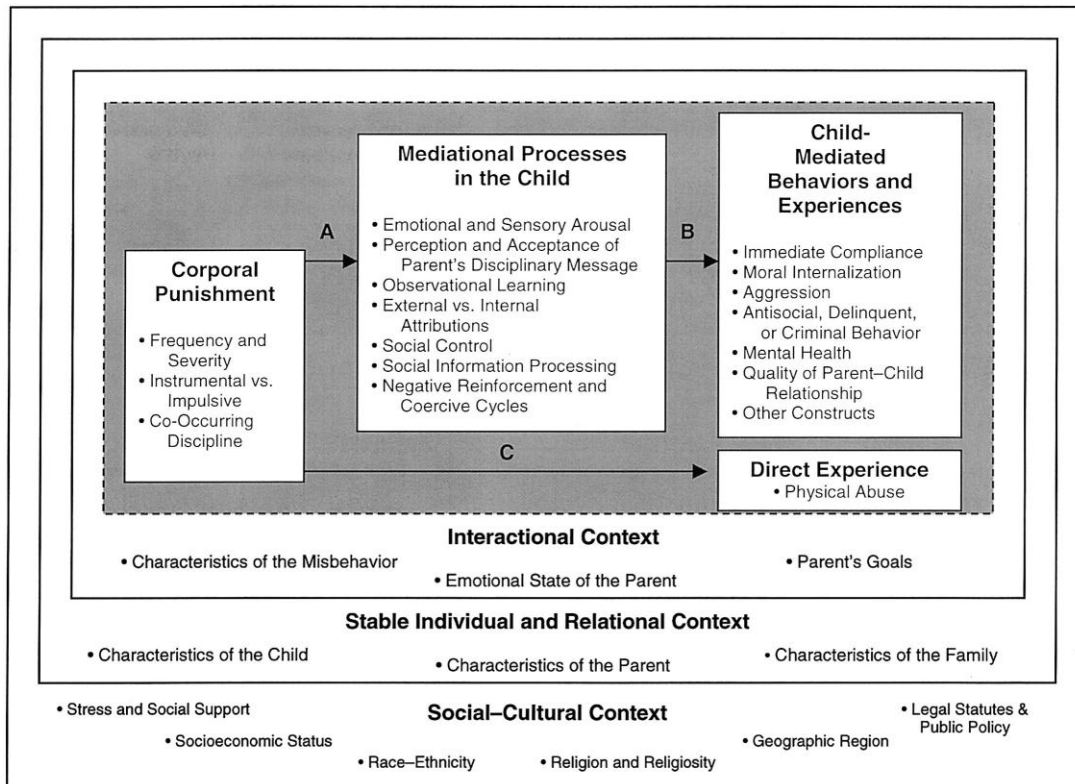 Corporal
Punishment
• Frequency and
Severity
• Instrumental vs.
Impulsive
• Co-Occurring
Discipline
A
Mediational Processes
in the Child
• Emotional and Sensory Arousal
• Perception and Acceptance of
Parent's Disciplinary Message
• Observational Learning
• External vs. Internal
Attributions
• Social Control
• Social Information Processing
• Negative Reinforcement and
Coercive Cycles
B
Child-
Mediated
Behaviors and
Experiences
• Immediate Compliance
• Moral Internalization
• Aggression
• Antisocial, Delinquent,
or Criminal Behavior
• Mental Health
• Quality of Parent–Child
Relationship
• Other Constructs
C
Direct Experience
• Physical Abuse
Interactional Context
• Characteristics of the Misbehavior
• Emotional State of the Parent
• Parent's Goals
Stable Individual and Relational Context
• Characteristics of the Child
• Characteristics of the Parent
• Characteristics of the Family
Social–Cultural Context
• Stress and Social Support
• Socioeconomic Status
• Race–Ethnicity
• Religion and Religiosity
• Geographic Region
• Legal Statutes &
Public Policy